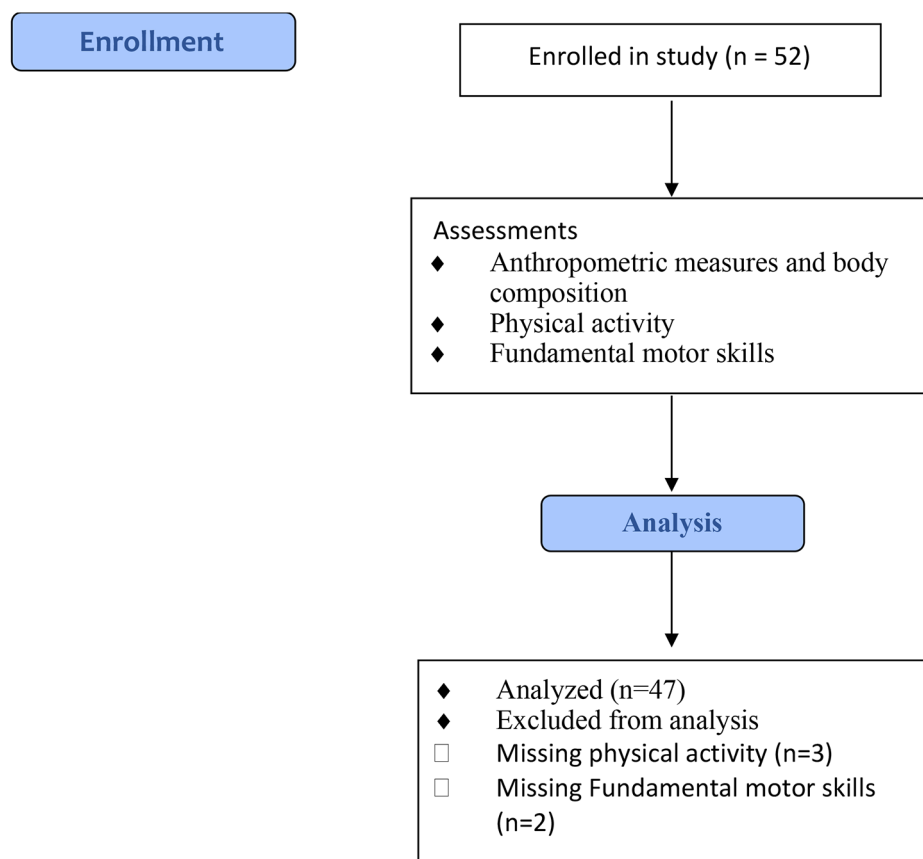 Enrollment
Enrolled in study (n = 52)
Assessments
♦ Anthropometric measures and body
composition
♦ Physical activity
♦ Fundamental motor skills
Analysis
♦ Analyzed (n=47)
♦ Excluded from analysis
□ Missing physical activity (n=3)
□ Missing Fundamental motor skills
(n=2)